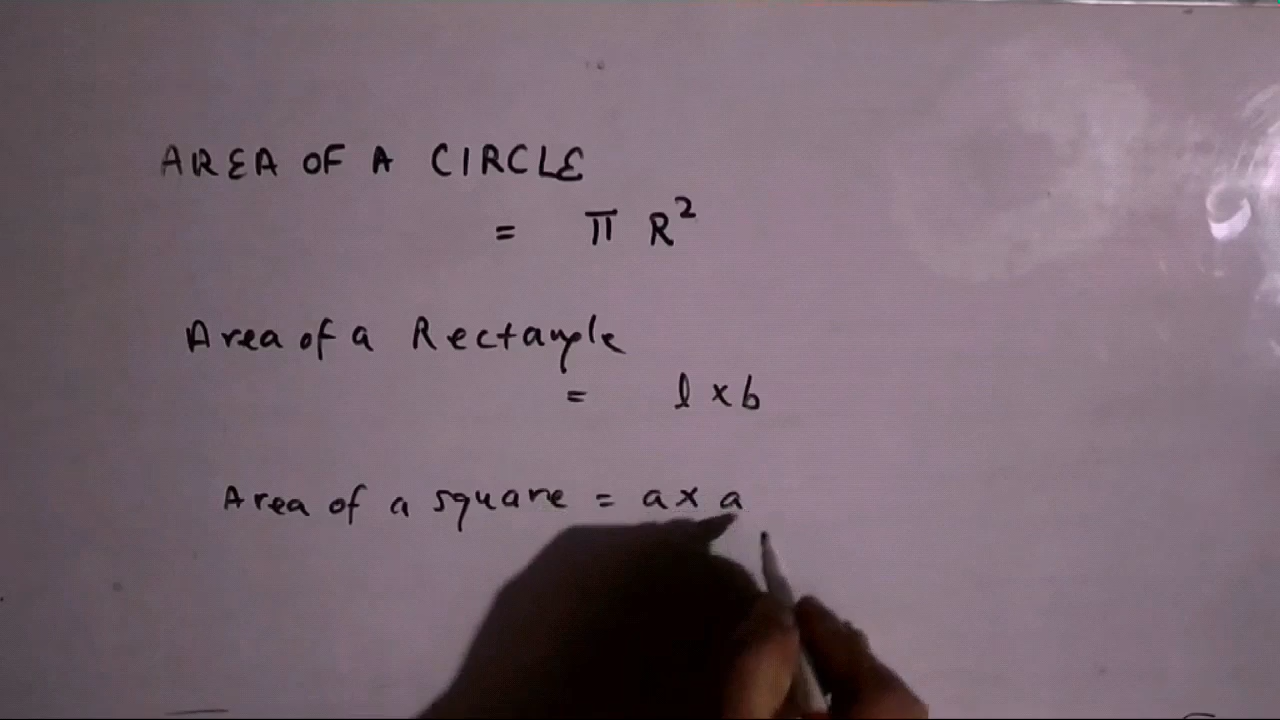 AREA OF A CIRCLE
= π R²
Area of a Rectangle
= l × b
Area of a square = a × a